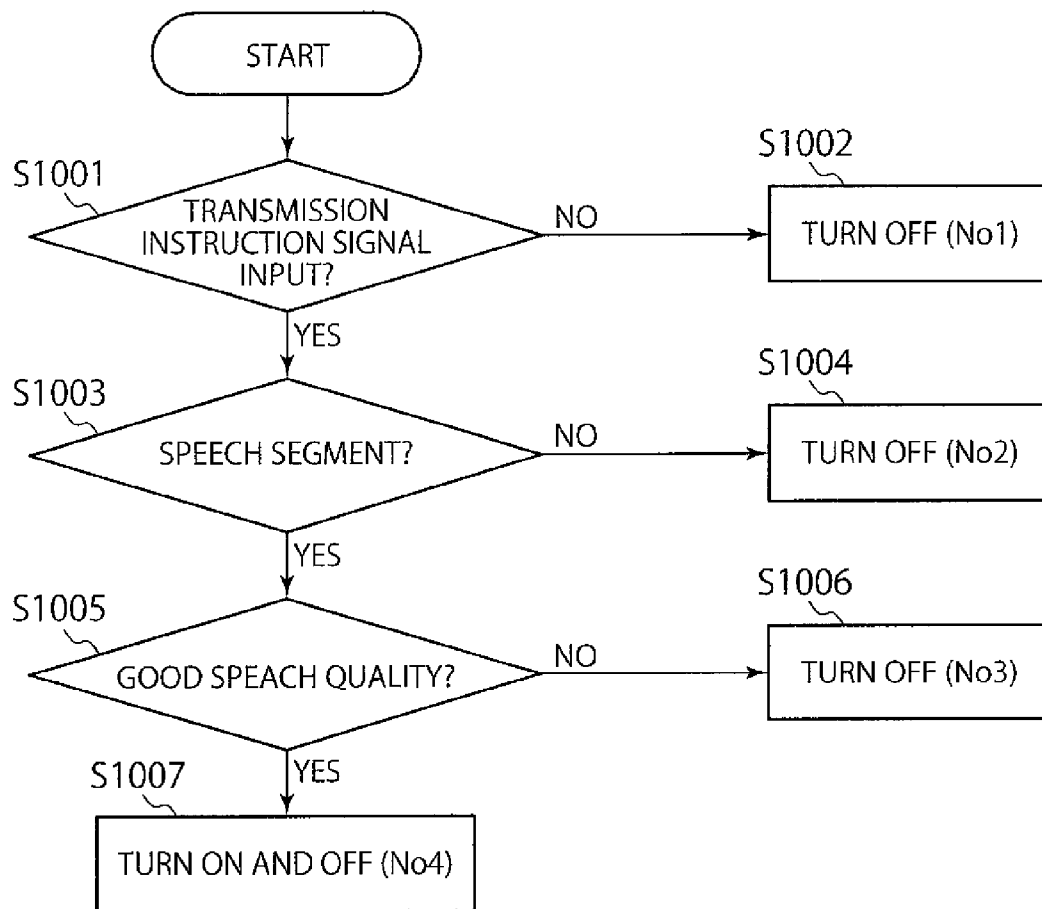 START
S1001
TRANSMISSION
INSTRUCTION SIGNAL
INPUT?
NO
S1002
TURN OFF (No1)
YES
S1003
SPEECH SEGMENT?
NO
S1004
TURN OFF (No2)
YES
S1005
GOOD SPEACH QUALITY?
NO
S1006
TURN OFF (No3)
YES
S1007
TURN ON AND OFF (No4)